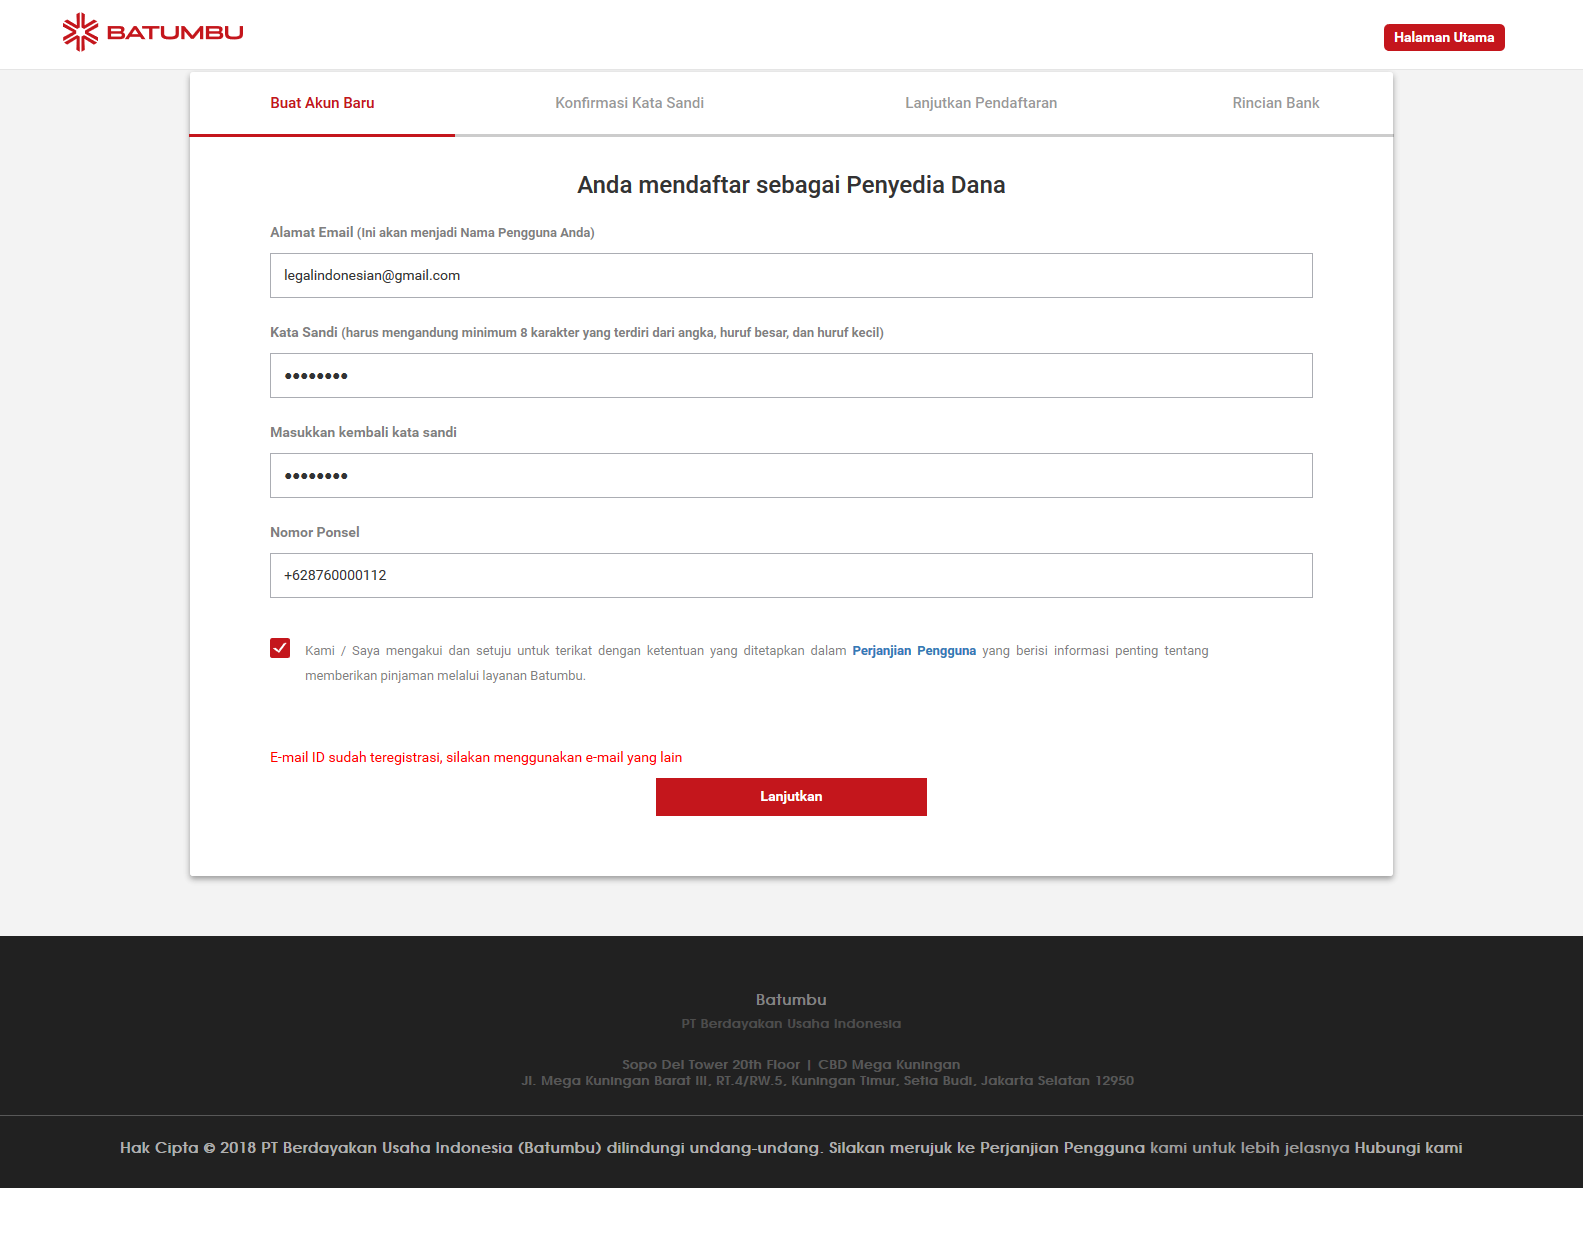 BATUMBU
Halaman Utama
Buat Akun Baru
Konfirmasi Kata Sandi
Lanjutkan Pendaftaran
Rincian Bank
Anda mendaftar sebagai Penyedia Dana
Alamat Email (Ini akan menjadi Nama Pengguna Anda)
legalindonesian@gmail.com
Kata Sandi (harus mengandung minimum 8 karakter yang terdiri dari angka, huruf besar, dan huruf kecil)
••••••••
Masukkan kembali kata sandi
••••••••
Nomor Ponsel
+628760000112
Kami / Saya mengakui dan setuju untuk terikat dengan ketentuan yang ditetapkan dalam Perjanjian Pengguna yang berisi informasi penting tentang
memberikan pinjaman melalui layanan Batumbu.
E-mail ID sudah teregistrasi, silakan menggunakan e-mail yang lain
Lanjutkan
Batumbu
PT Berdayakan Usaha Indonesia
Sopo Del Tower 20th Floor | CBD Mega Kuningan
Jl. Mega Kuningan Barat III, RT.4/RW.5, Kuningan Timur, Setia Budi, Jakarta Selatan 12950
Hak Cipta © 2018 PT Berdayakan Usaha Indonesia (Batumbu) dilindungi undang-undang. Silakan merujuk ke Perjanjian Pengguna kami untuk lebih jelasnya Hubungi kami